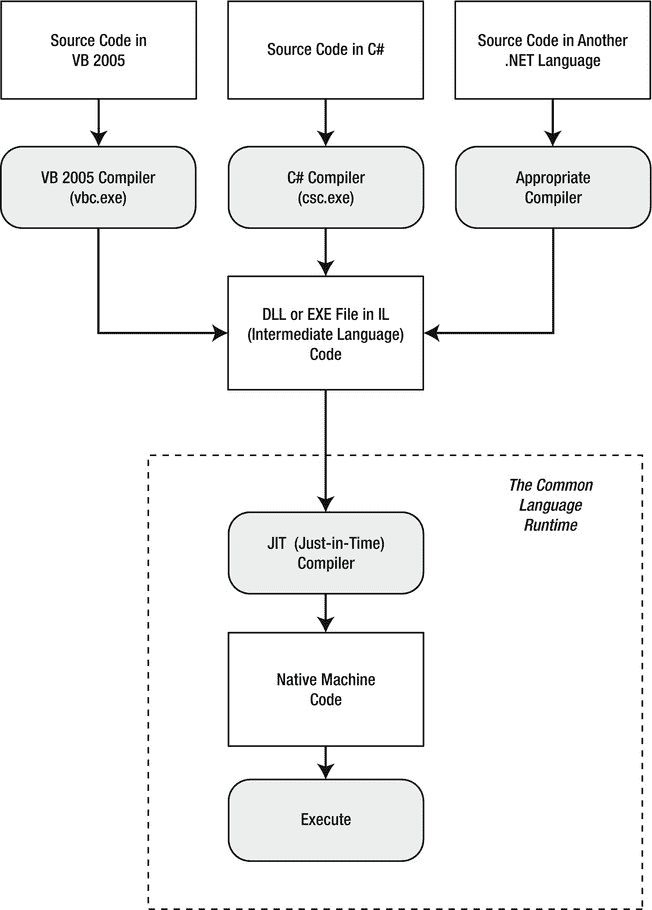 Source Code in
VB 2005
Source Code in C#
Source Code in Another
.NET Language
VB 2005 Compiler
(vbc.exe)
C# Compiler
(csc.exe)
Appropriate
Compiler
DLL or EXE File in IL
(Intermediate Language)
Code
The Common
Language
Runtime
JIT (Just-in-Time)
Compiler
Native Machine
Code
Execute